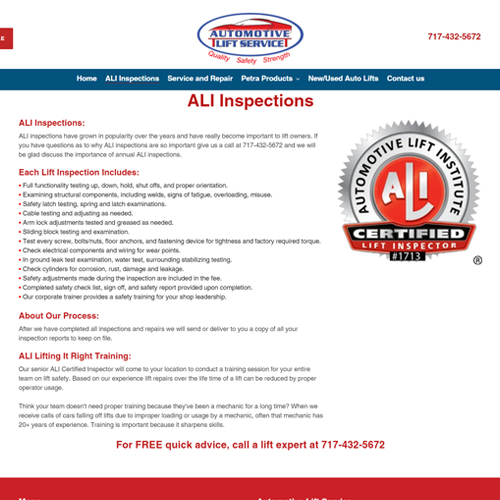 E
AUTOMOTIVE
LIFT SERVICE
Quality Safety Strength
717-432-5672
Home ALI Inspections Service and Repair Petra Products New/Used Auto Lifts Contact us
ALI Inspections
ALI Inspections:
ALI inspections have grown in popularity over the years and have really become important to lift owners. If
you have questions as to why ALI inspections are so important give us a call at 717-432-5672 and we
will be glad discuss the importance of annual ALI inspections.
Each Lift Inspection Includes:
• Full functionality testing up, down, hold, shut offs, and proper orientation.
• Examining structural components, including welds, signs of fatigue, overloading, misuse.
• Safety latch testing, spring and latch examinations.
• Cable testing and adjusting as needed.
• Arm lock adjustments tested and greased as needed.
• Sliding block testing and examination.
• Test every screw, bolts/nuts, floor anchors, and fastening device for tightness and factory required torque.
• Check electrical components and wiring for wear points.
• In ground leak test examination, water test, surrounding stabilizing testing.
• Check cylinders for corrosion, rust, damage and leakage.
• Safety adjustments made during the inspection are included in the fee.
• Completed safety check list, sign off, and safety report provided upon completion.
• Our corporate trainer provides a safety training for your shop leadership.
AUTOMOTIVE LIFT INSTITUTE
ALI
CERTIFIED
LIFT INSPECTOR
#1713
®
About Our Process:
After we have completed all inspections and repairs we will send or deliver to you a copy of all your
inspection reports to keep on file.
ALI Lifting It Right Training:
Our senior ALI Certified Inspector will come to your location to conduct a training session for your entire
team on lift safety. Based on our experience lift repairs over the life time of a lift can be reduced by proper
operator usage.
Think your team doesn't need proper training because they've been a mechanic for a long time? When we
receive calls of cars falling off lifts due to improper loading or usage by a mechanic, often that mechanic has
20+ years of experience. Training is important because it sharpens skills.
For FREE quick advice, call a lift expert at 717-432-5672